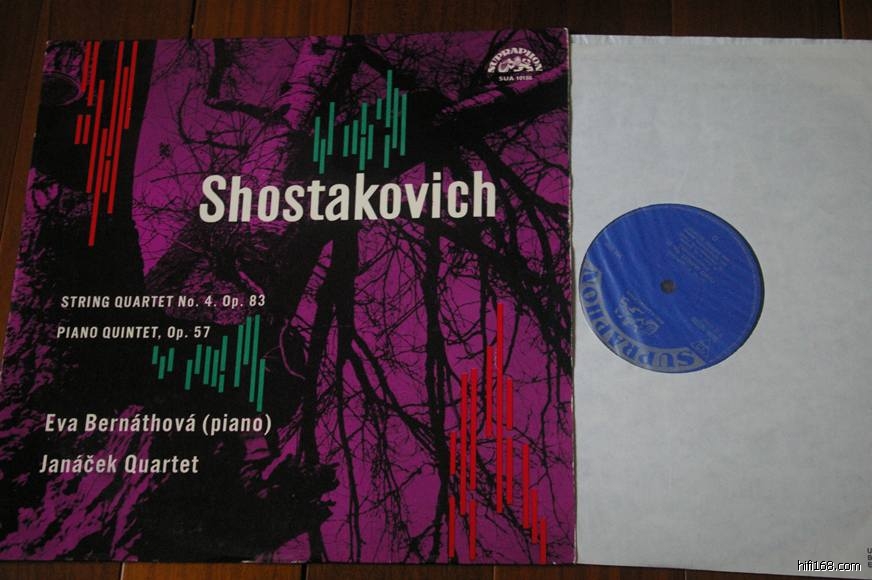 SUPRAPHON
SUA 10188
Shostakovich
STRING QUARTET No. 4. Op. 83
PIANO QUINTET, Op. 57
Eva Bernáthová (piano)
Janáček Quartet
SUPRAPHON
hifi168.com